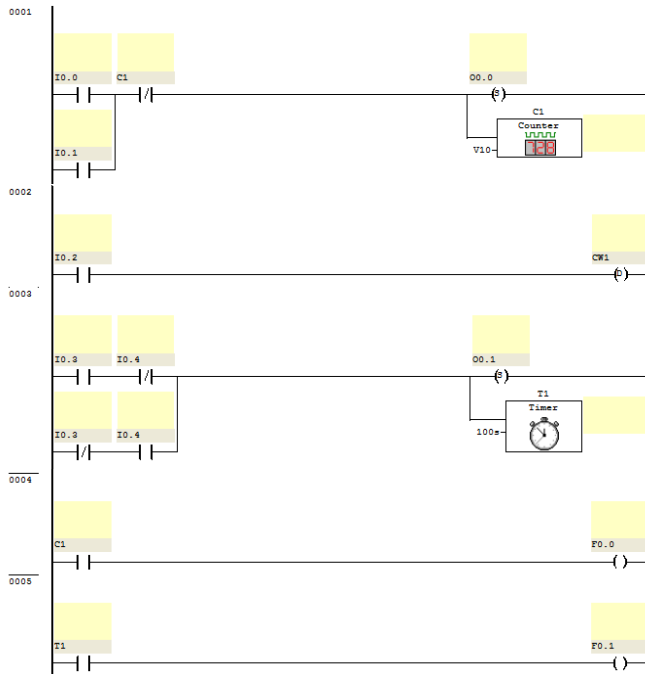 0001
I0.0 C1 O0.0
(S)
C1
Counter
728
V10
I0.1
0002
I0.2 CW1
(D)
0003
I0.3 I0.4 O0.1
(S)
T1
Timer
100s
I0.3 I0.4
0004
C1 F0.0
0005
T1 F0.1